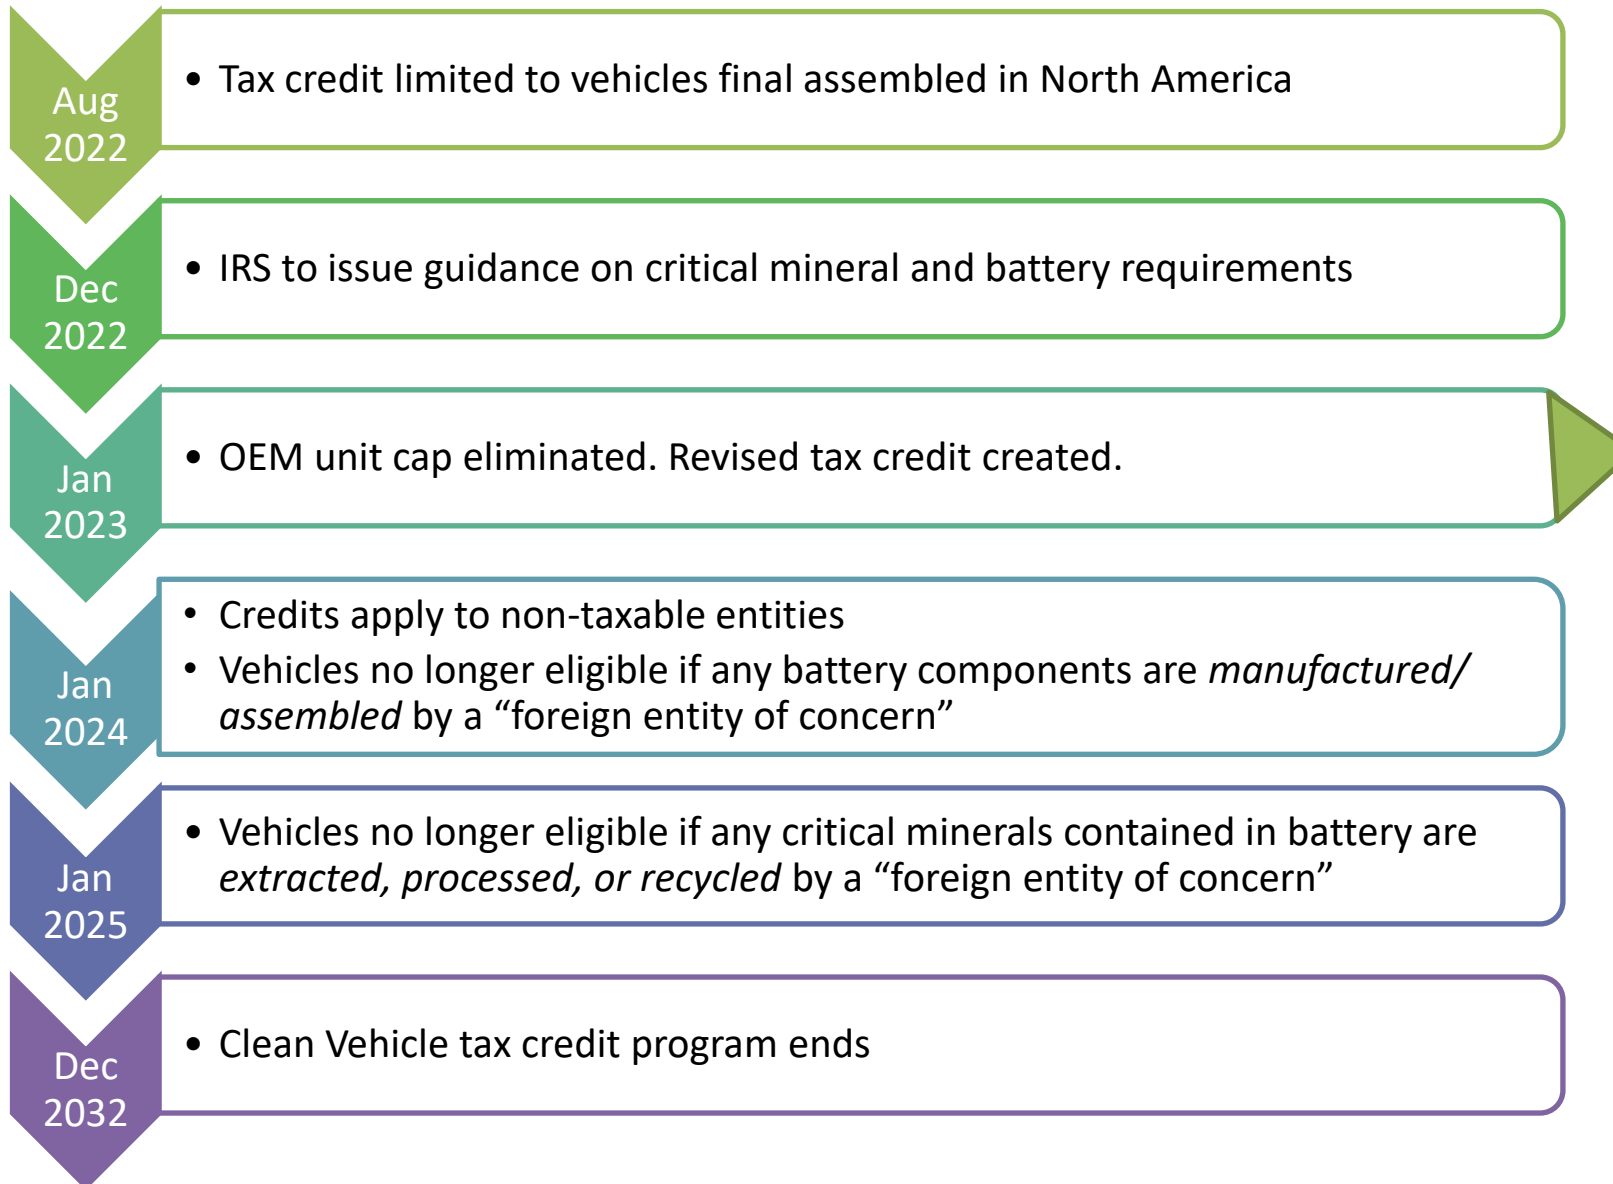 Aug
2022
• Tax credit limited to vehicles final assembled in North America
Dec
2022
• IRS to issue guidance on critical mineral and battery requirements
Jan
2023
• OEM unit cap eliminated. Revised tax credit created.
Jan
2024
• Credits apply to non-taxable entities
• Vehicles no longer eligible if any battery components are manufactured/
assembled by a “foreign entity of concern”
Jan
2025
• Vehicles no longer eligible if any critical minerals contained in battery are
extracted, processed, or recycled by a “foreign entity of concern”
Dec
2032
• Clean Vehicle tax credit program ends